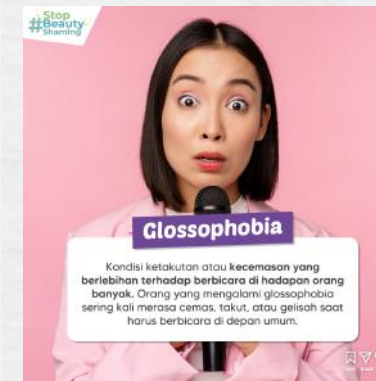 Stop
#Beauty
Shaming
Glossophobia
Kondisi ketakutan atau kecemasan yang
berlebihan terhadap berbicara di hadapan orang
banyak. Orang yang mengalami glossophobia
sering kali merasa cemas, takut, atau gelisah saat
harus berbicara di depan umum.